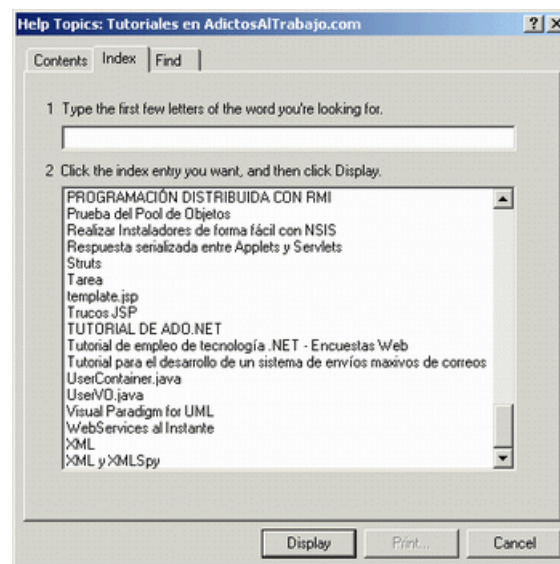 Help Topics: Tutoriales en AdictosAlTrabajo.com
Contents Index Find
1 Type the first few letters of the word you're looking for.
2 Click the index entry you want, and then click Display.
PROGRAMACIÓN DISTRIBUIDA CON RMI
Prueba del Pool de Objetos
Realizar Instaladores de forma fácil con NSIS
Respuesta serializada entre Applets y Servlets
Struts
Tarea
template.jsp
Trucos JSP
TUTORIAL DE ADO.NET
Tutorial de empleo de tecnología .NET - Encuestas Web
Tutorial para el desarrollo de un sistema de envíos maxivos de correos
UserContainer.java
UserVO.java
Visual Paradigm for UML
WebServices al Instante
XML
XML y XMLSpy
Display Print... Cancel